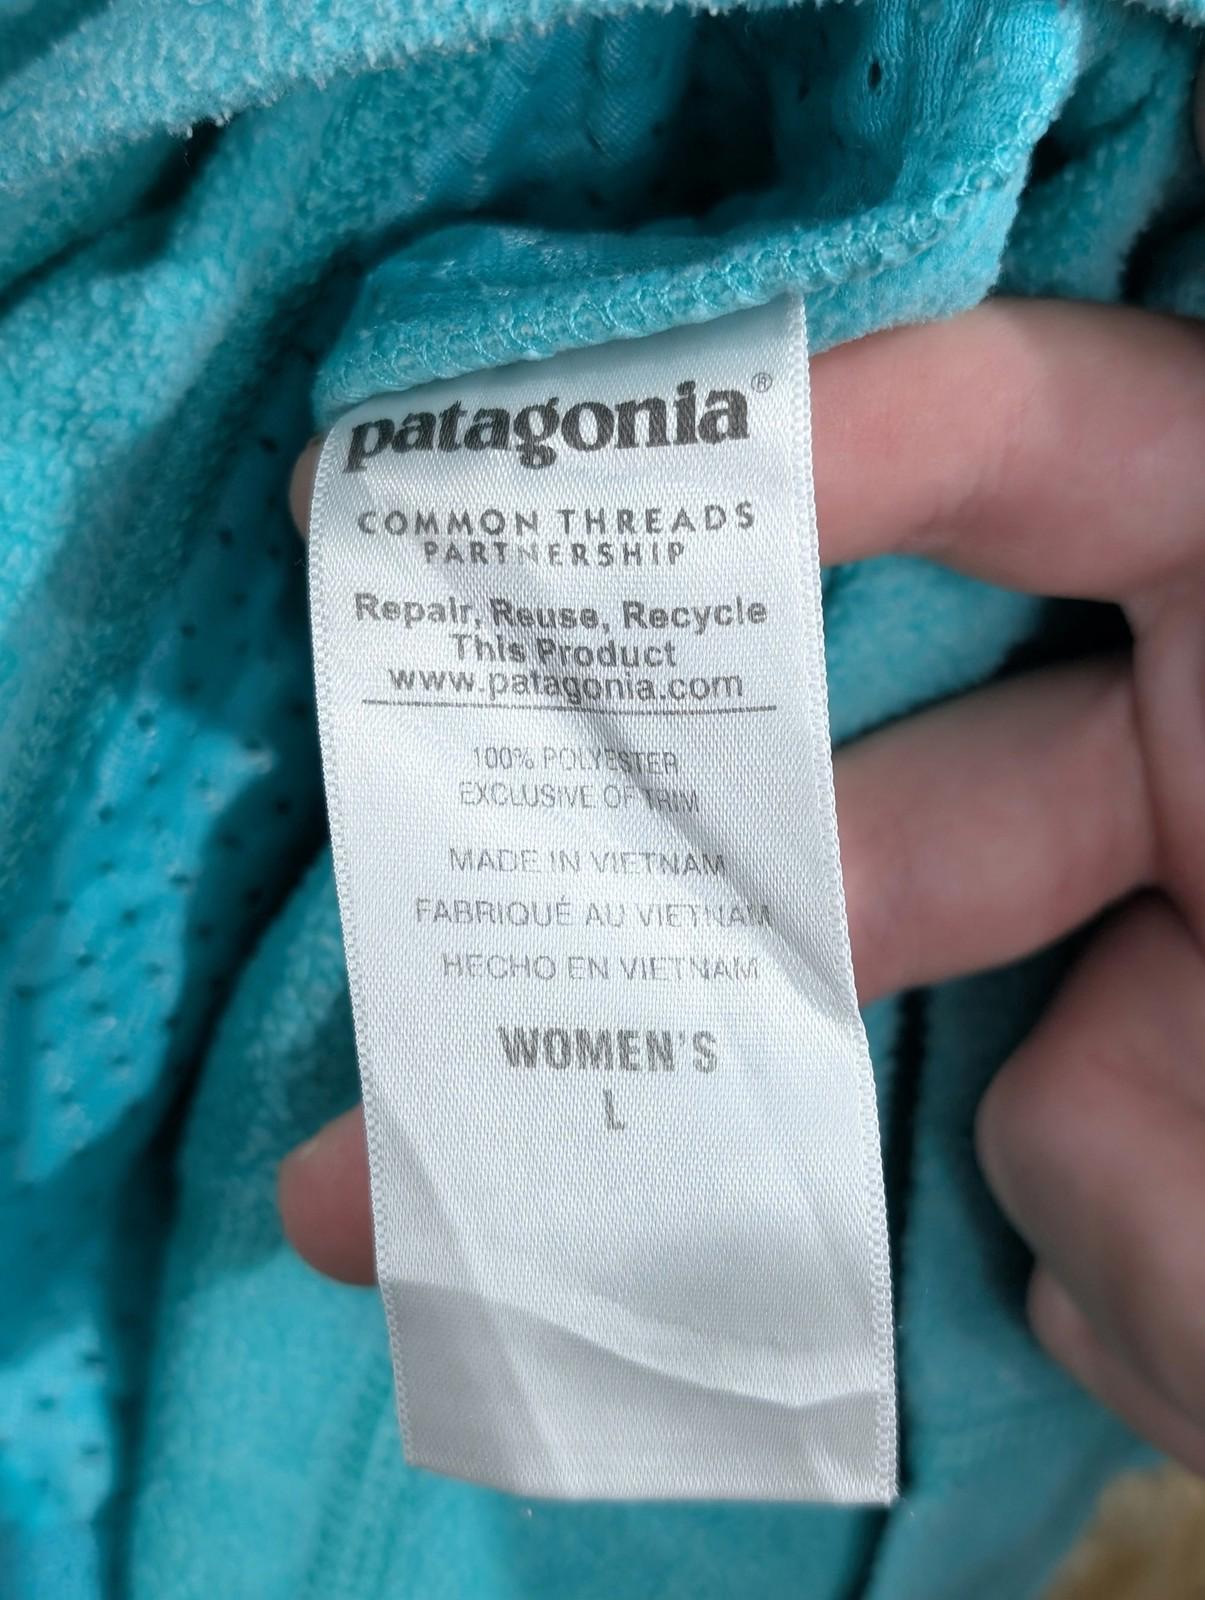 patagonia®
COMMON THREADS
PARTNERSHIP
Repair, Reuse, Recycle
This Product
www.patagonia.com
100% POLYESTER
EXCLUSIVE OF TRIM
MADE IN VIETNAM
FABRIQUÉ AU VIETNAM
HECHO EN VIETNAM
WOMEN'S
L